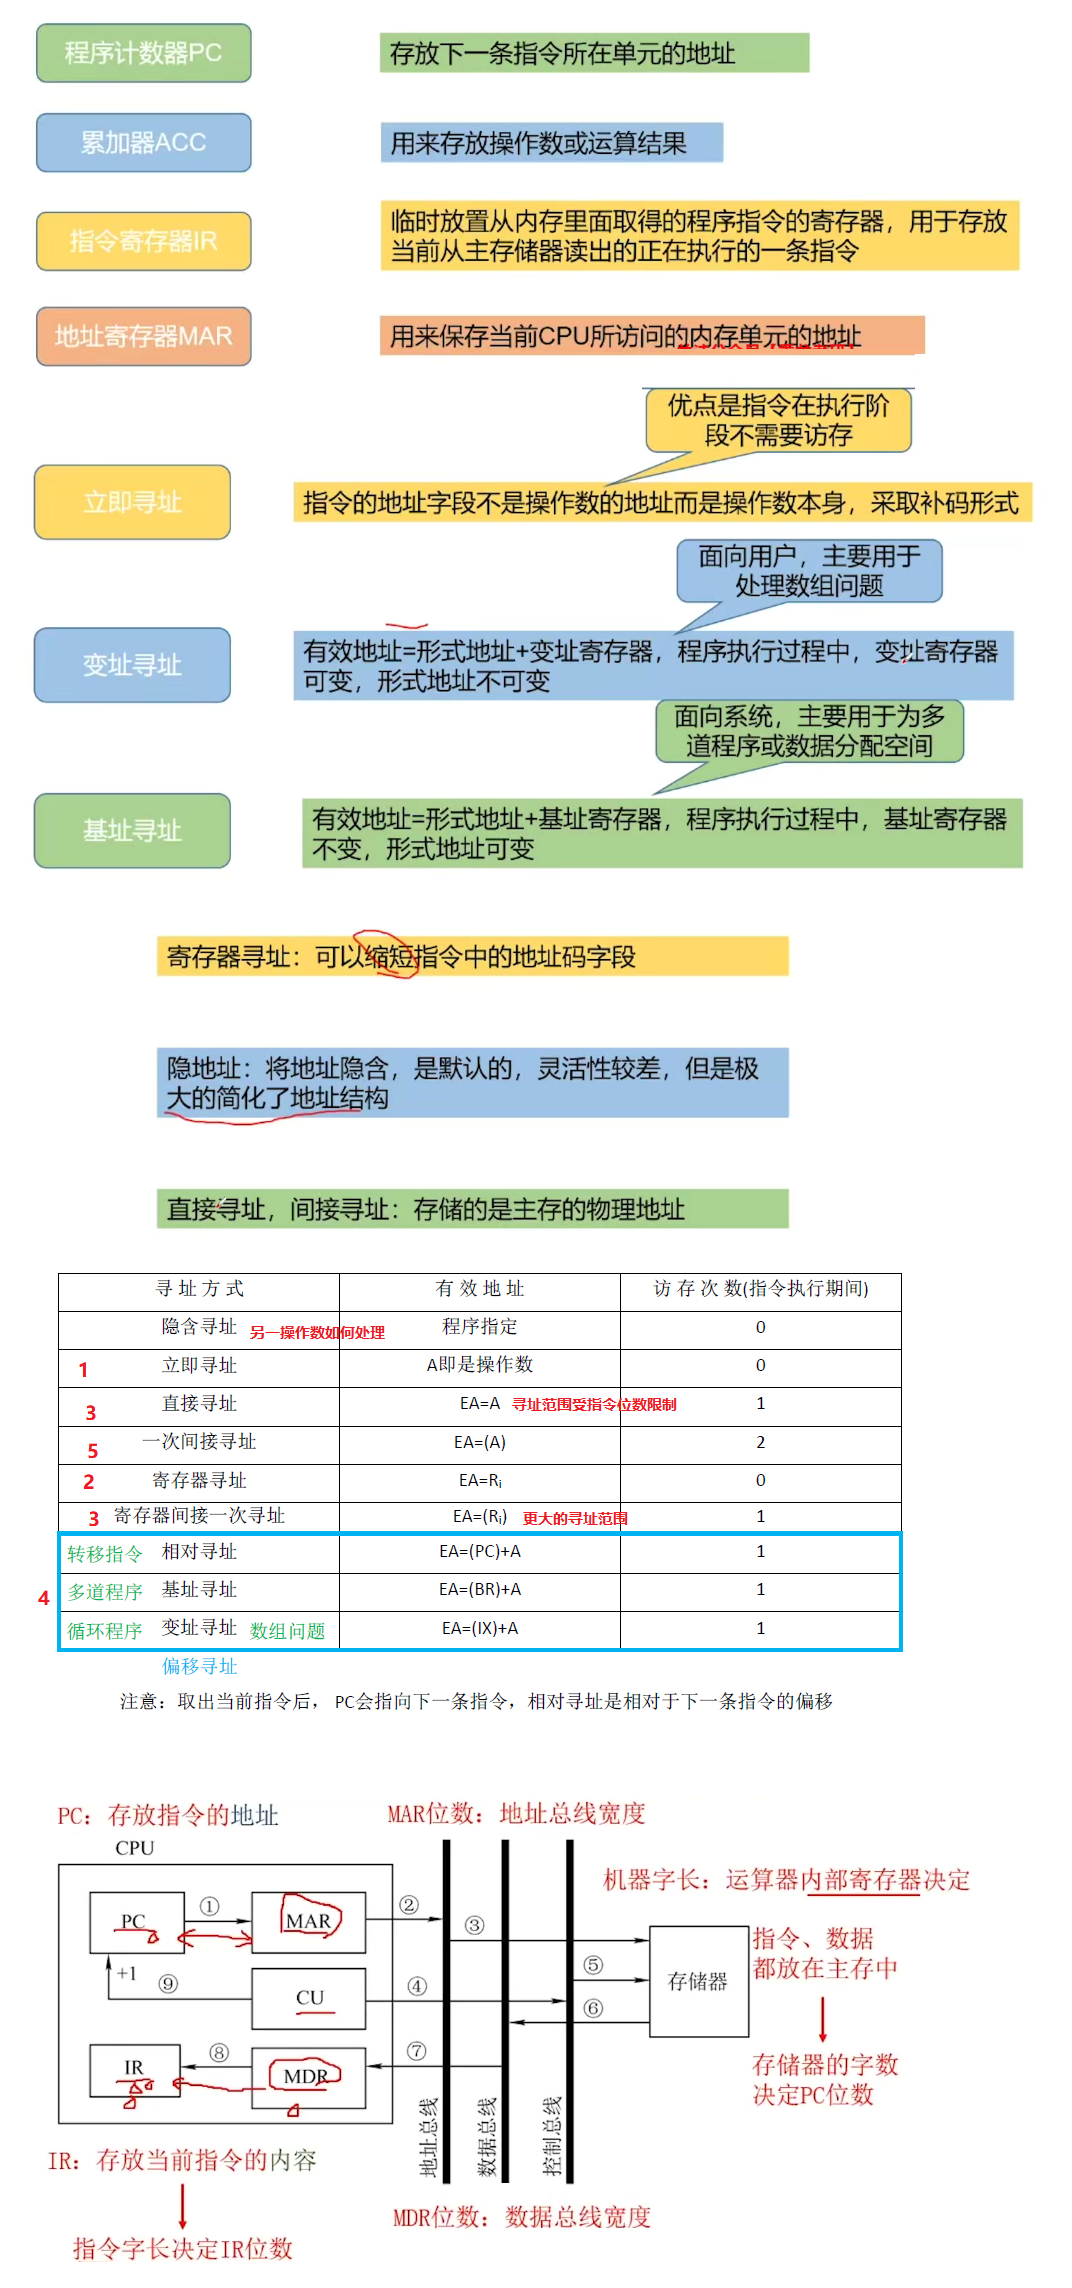 程序计数器PC
存放下一条指令所在单元的地址
累加器ACC
用来存放操作数或运算结果
指令寄存器IR
临时放置从内存里面取得的程序指令的寄存器，用于存放
当前从主存储器读出的正在执行的一条指令
地址寄存器MAR
用来保存当前CPU所访问的内存单元的地址
优点是指令在执行阶
段不需要访存
立即寻址
指令的地址字段不是操作数的地址而是操作数本身，采取补码形式
面向用户，主要用于
处理数组问题
变址寻址
有效地址=形式地址+变址寄存器，程序执行过程中，变址寄存器
可变，形式地址不可变
面向系统，主要用于为多
道程序或数据分配空间
基址寻址
有效地址=形式地址+基址寄存器，程序执行过程中，基址寄存器
不变，形式地址可变
寄存器寻址：可以缩短指令中的地址码字段
隐地址：将地址隐含，是默认的，灵活性较差，但是极
大的简化了地址结构
直接寻址，间接寻址：存储的是主存的物理地址
寻址方式 有效地址 访存次数(指令执行期间)
隐含寻址 另一操作数如何处理 程序指定 0
1 立即寻址 A即是操作数 0
3 直接寻址 EA=A 寻址范围受指令位数限制 1
5 一次间接寻址 EA=(A) 2
2 寄存器寻址 EA=Ri 0
3 寄存器间接一次寻址 EA=(Ri) 更大的寻址范围 1
转移指令 相对寻址 EA=(PC)+A 1
4 多道程序 基址寻址 EA=(BR)+A 1
循环程序 变址寻址 数组问题 EA=(IX)+A 1
偏移寻址
注意：取出当前指令后， PC会指向下一条指令，相对寻址是相对于下一条指令的偏移
PC：存放指令的地址
MAR位数：地址总线宽度
CPU
机器字长：运算器内部寄存器决定
PC ① MAR ② ③
指令、数据
都放在主存中
+1 ⑨ CU ④ ⑤ ⑥ 存储器
IR ⑧ MDR ⑦
存储器的字数
决定PC位数
地址总线
数据总线
控制总线
IR：存放当前指令的内容
MDR位数：数据总线宽度
指令字长决定IR位数